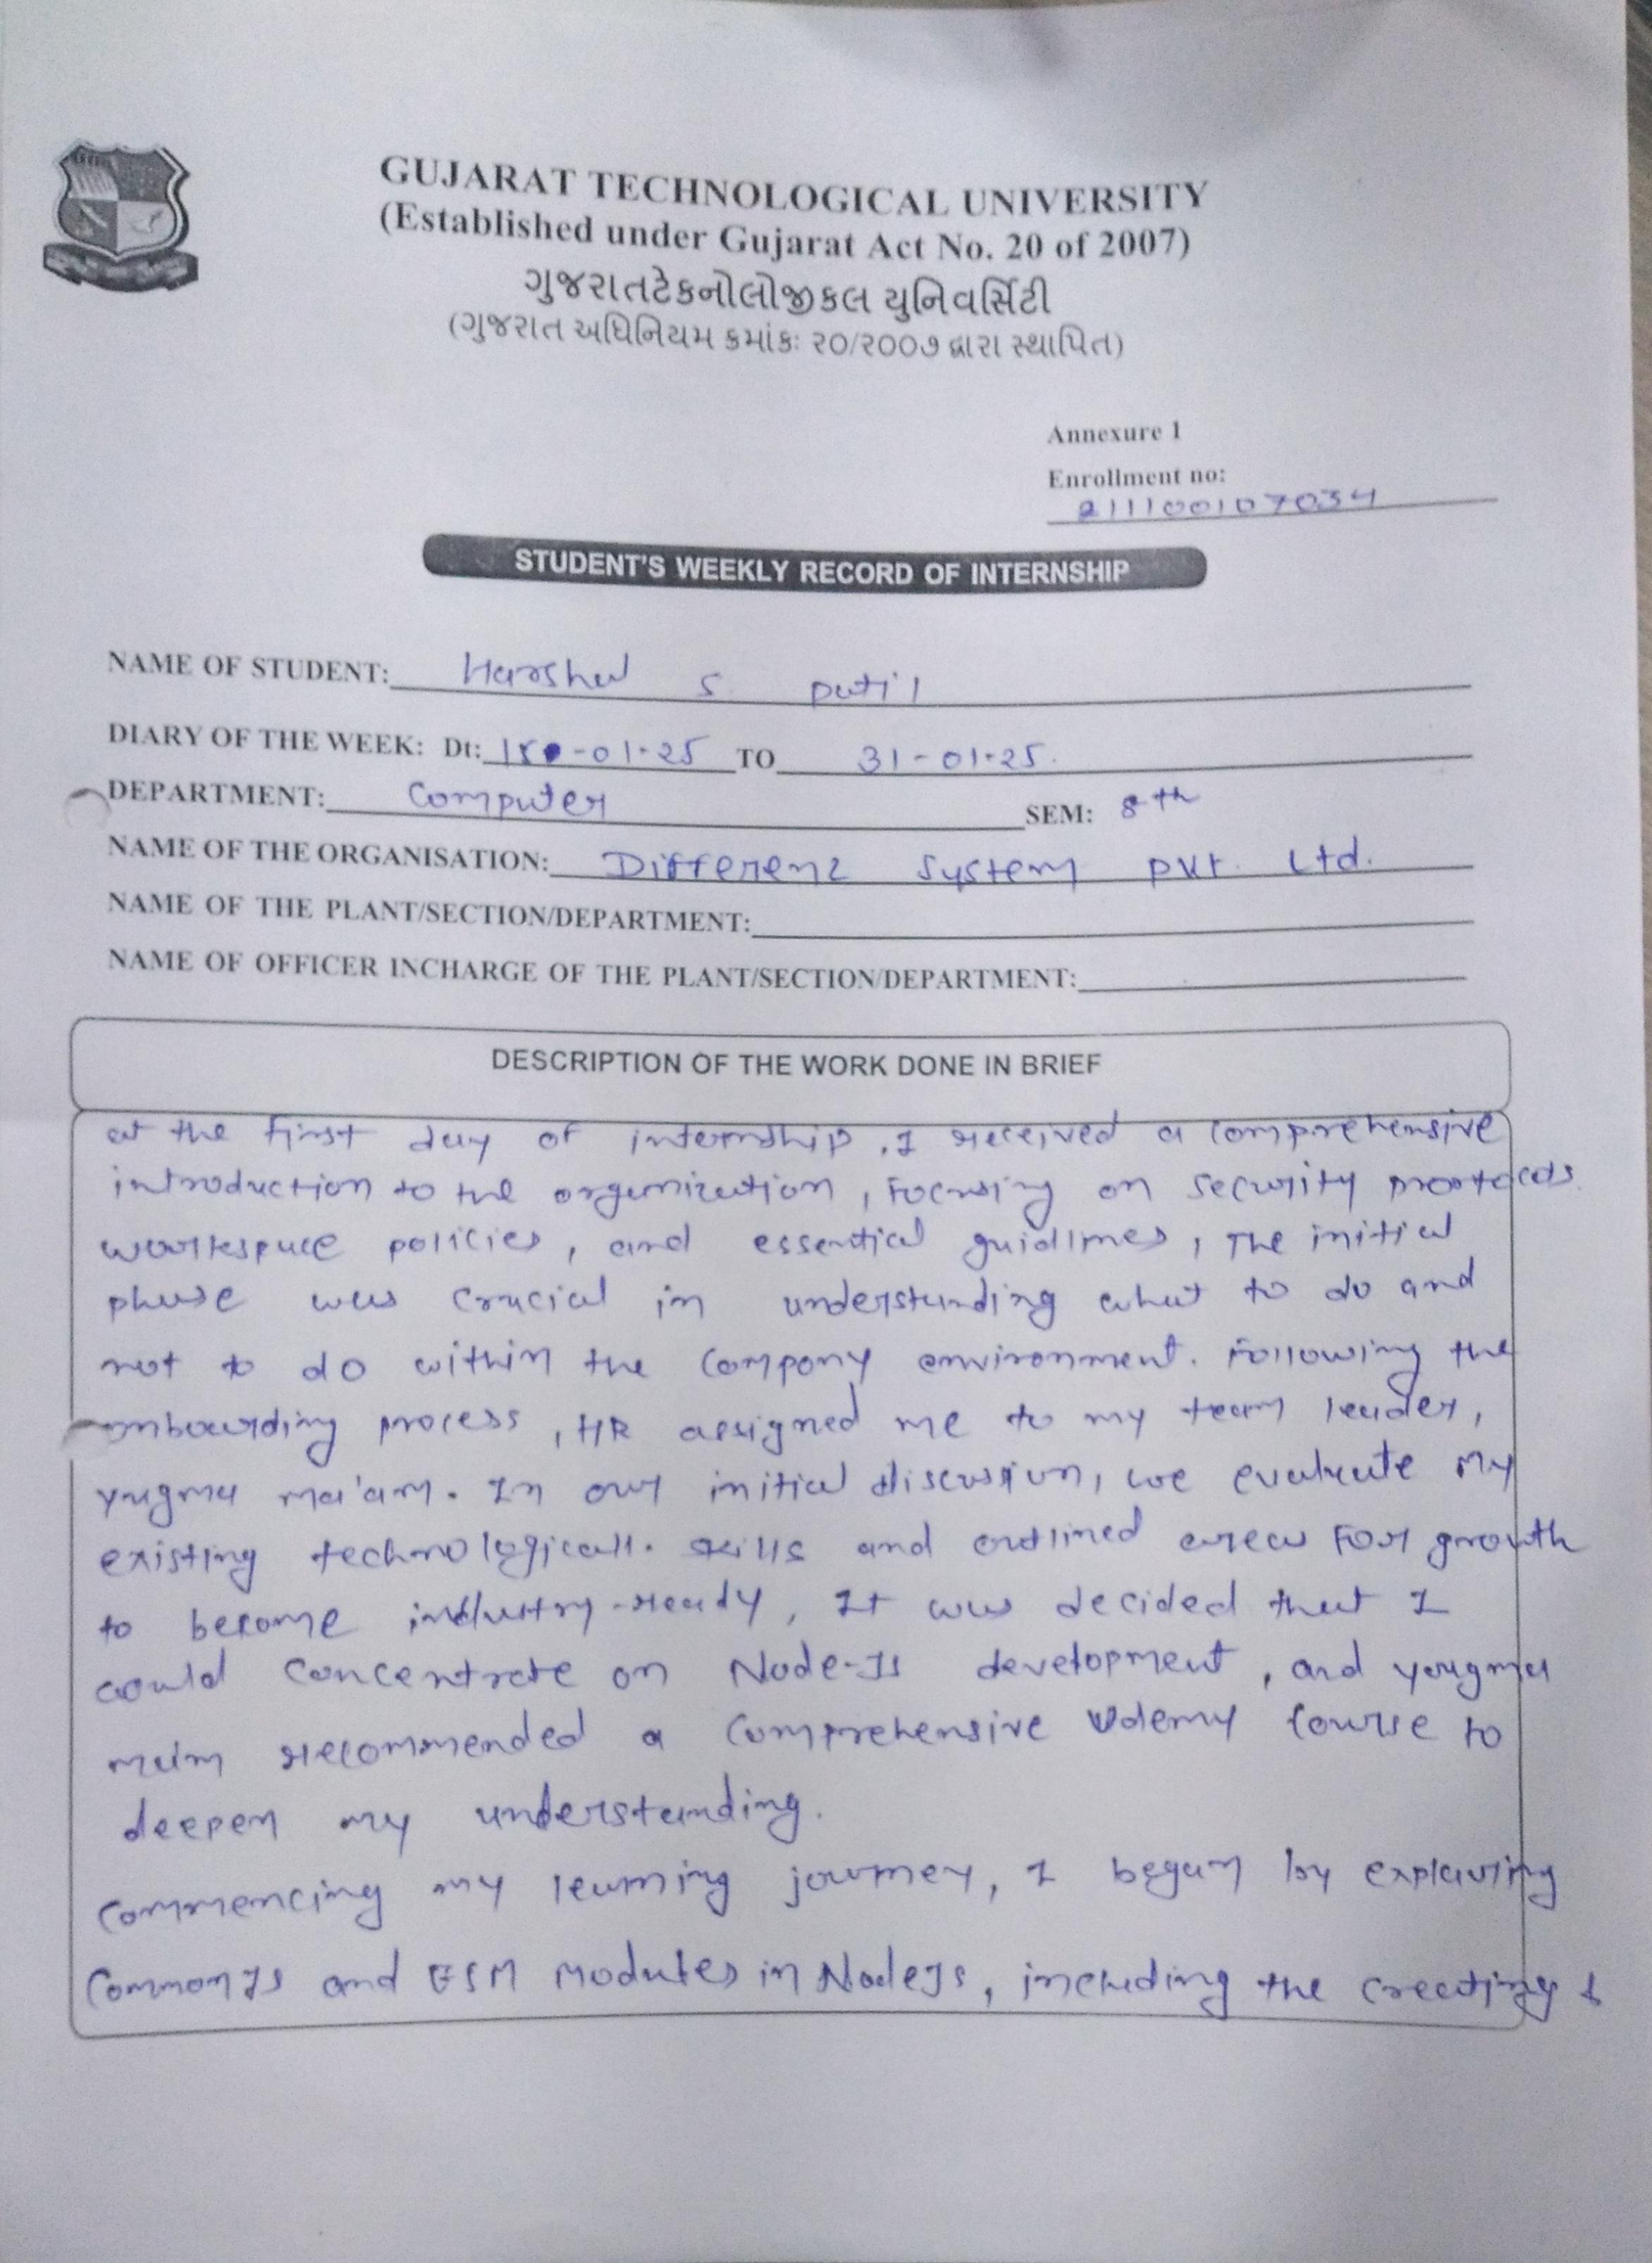 GUJARAT TECHNOLOGICAL UNIVERSITY
(Established under Gujarat Act No. 20 of 2007)
ગુજરાતટેકનોલોજીકલ યુનિવર્સિટી
(ગુજરાત અધિનિયમ ક્રમાંકઃ ૨૦/૨૦૦૭ દ્વારા સ્થાપિત)
Annexure 1
Enrollment no:
211100107034
STUDENT'S WEEKLY RECORD OF INTERNSHIP
NAME OF STUDENT: Harshal S patil
DIARY OF THE WEEK: Dt: -01-25 TO 31-01-25.
DEPARTMENT: Computer SEM: 8th
NAME OF THE ORGANISATION: Differenz System pvt. Ltd.
NAME OF THE PLANT/SECTION/DEPARTMENT:
NAME OF OFFICER INCHARGE OF THE PLANT/SECTION/DEPARTMENT:
DESCRIPTION OF THE WORK DONE IN BRIEF
at the first day of internship, I received a comprehensive
introduction to the organization, focusing on security protocols
workspace policies, and essential guidlines, The initial
phase was crucial in understanding what to do and
not to do within the company environment. Following the
onboarding process, HR assigned me to my team leader,
yugma ma'am. In our initial discussion, we evaluate my
existing technologicall. skills and outlined areas for growth
to become industry-ready, It was decided that I
would concentrate on Node-Js development, and yougma
maim recommended a comprehensive Udemy course to
deepen my understanding.
commencing my learning journey, I began by explaring
CommonJs and ESM Modules in NodeJs, including the creating &